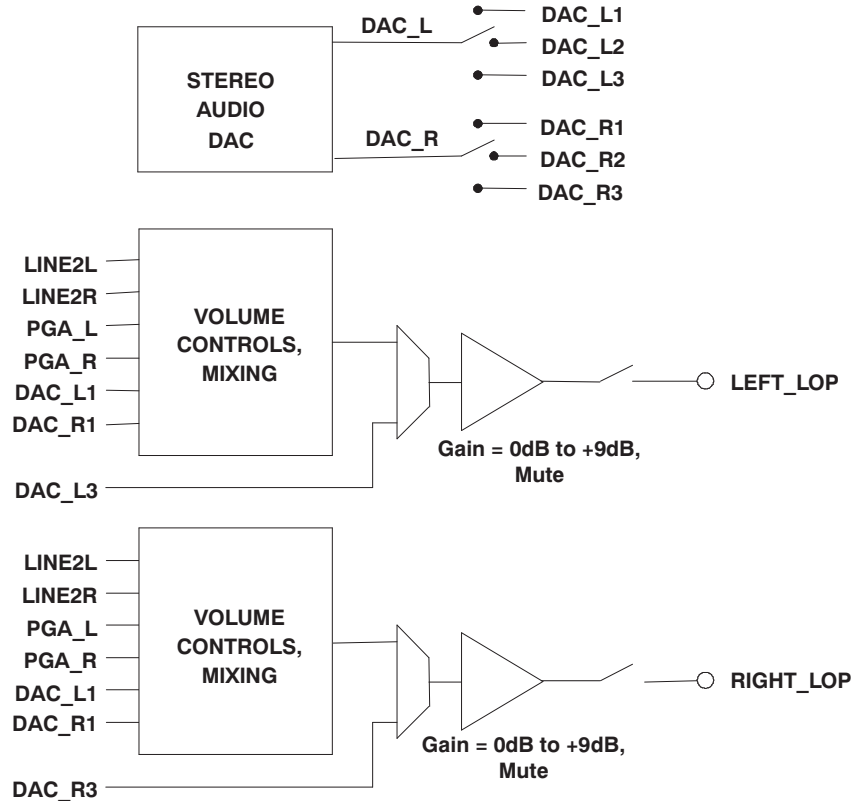 DAC_L
DAC_L1
DAC_L2
DAC_L3
STEREO
AUDIO
DAC
DAC_R
DAC_R1
DAC_R2
DAC_R3
LINE2L
LINE2R
PGA_L
PGA_R
DAC_L1
DAC_R1
VOLUME
CONTROLS,
MIXING
LEFT_LOP
Gain = 0dB to +9dB,
Mute
DAC_L3
LINE2L
LINE2R
PGA_L
PGA_R
DAC_L1
DAC_R1
VOLUME
CONTROLS,
MIXING
RIGHT_LOP
Gain = 0dB to +9dB,
Mute
DAC_R3